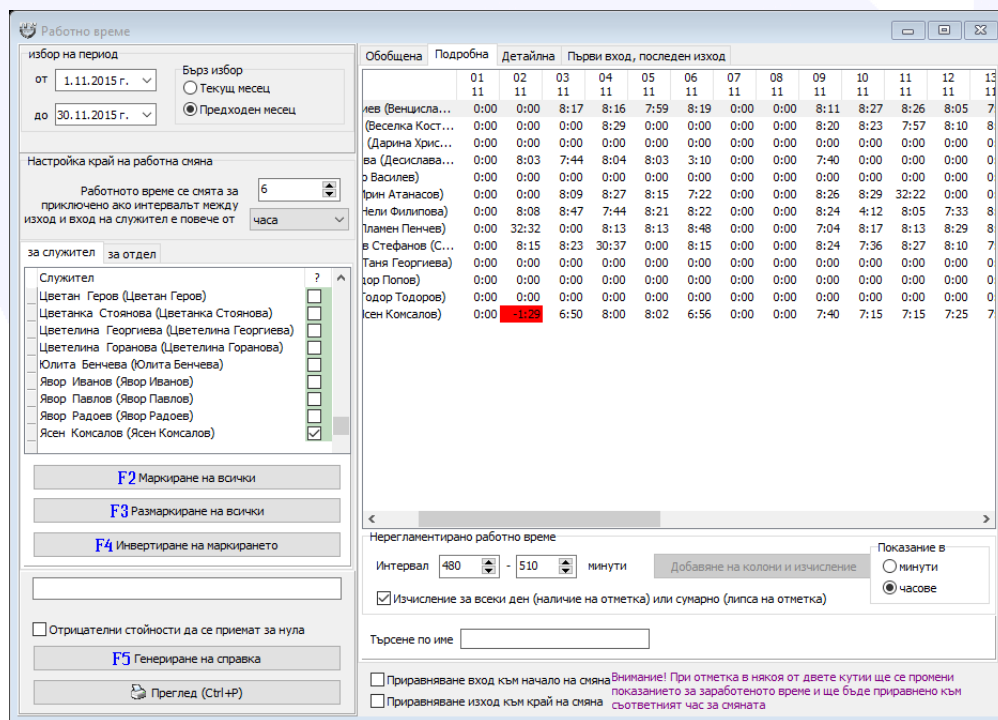 Работно време
избор на период
от 1.11.2015 г.
до 30.11.2015 г.
Бърз избор
Текущ месец
Предходен месец
Настройка край на работна смяна
Работното време се смята за
приключено ако интервалът между
изход и вход на служител е повече от
6
часа
за служител за отдел
Служител ?
Цветан Геров (Цветан Геров)
Цветанка Стоянова (Цветанка Стоянова)
Цветелина Георгиева (Цветелина Георгиева)
Цветелина Горанова (Цветелина Горанова)
Юлита Бенчева (Юлита Бенчева)
Явор Иванов (Явор Иванов)
Явор Павлов (Явор Павлов)
Явор Радоев (Явор Радоев)
Ясен Комсалов (Ясен Комсалов)
F2 Маркиране на всички
F3 Размаркиране на всички
F4 Инвертиране на маркирането
Отрицателни стойности да се приемат за нула
F5 Генериране на справка
Преглед (Ctrl+P)
Обобщена Подробна Детайлна Първи вход, последен изход
01 02 03 04 05 06 07 08 09 10 11 12 13
11 11 11 11 11 11 11 11 11 11 11 11 11
иев (Венцисла... 0:00 0:00 8:17 8:16 7:59 8:19 0:00 0:00 8:11 8:27 8:26 8:05 7
(Веселка Кост... 0:00 0:00 0:00 8:29 0:00 0:00 0:00 0:00 8:20 8:23 7:57 8:10 8:
(Дарина Хрис... 0:00 0:00 0:00 0:00 0:00 0:00 0:00 0:00 0:00 0:00 0:00 0:00 0:
ва (Десислава... 0:00 8:03 7:44 8:04 8:03 3:10 0:00 0:00 7:40 0:00 0:00 0:00 0:
р Василев) 0:00 0:00 0:00 0:00 0:00 0:00 0:00 0:00 0:00 0:00 0:00 0:00 0:
Ирин Атанасов) 0:00 0:00 8:09 8:27 8:15 7:22 0:00 0:00 8:26 8:29 32:22 0:00 0:
Нели Филипова) 0:00 8:08 8:47 7:44 8:21 8:22 0:00 0:00 8:24 4:12 8:05 7:33 8:
Пламен Пенчев) 0:00 32:32 0:00 8:13 8:13 8:48 0:00 0:00 7:04 8:17 8:13 8:29 8:
в Стефанов (С... 0:00 8:15 8:23 30:37 0:00 8:15 0:00 0:00 8:24 7:36 8:27 8:10 7:
Таня Георгиева) 0:00 0:00 0:00 0:00 0:00 0:00 0:00 0:00 0:00 0:00 0:00 0:00 0:
дор Попов) 0:00 0:00 0:00 0:00 0:00 0:00 0:00 0:00 0:00 0:00 0:00 0:00 0:
Тодор Тодоров) 0:00 0:00 0:00 0:00 0:00 0:00 0:00 0:00 0:00 0:00 0:00 0:00 0:
Ясен Комсалов) 0:00 -1:29 6:50 8:00 8:02 6:56 0:00 0:00 7:40 7:15 7:15 7:25 7:
Нерегламентирано работно време
Интервал 480 - 510 минути Добавяне на колони и изчисление
Показание в
минути
часове
Изчисление за всеки ден (наличие на отметка) или сумарно (липса на отметка)
Търсене по име
Приравняване вход към начало на смяна
Приравняване изход към край на смяна
Внимание! При отметка в някоя от двете кутии ще се промени
показанието за заработеното време и ще бъде приравнено към
съответният час за смяната